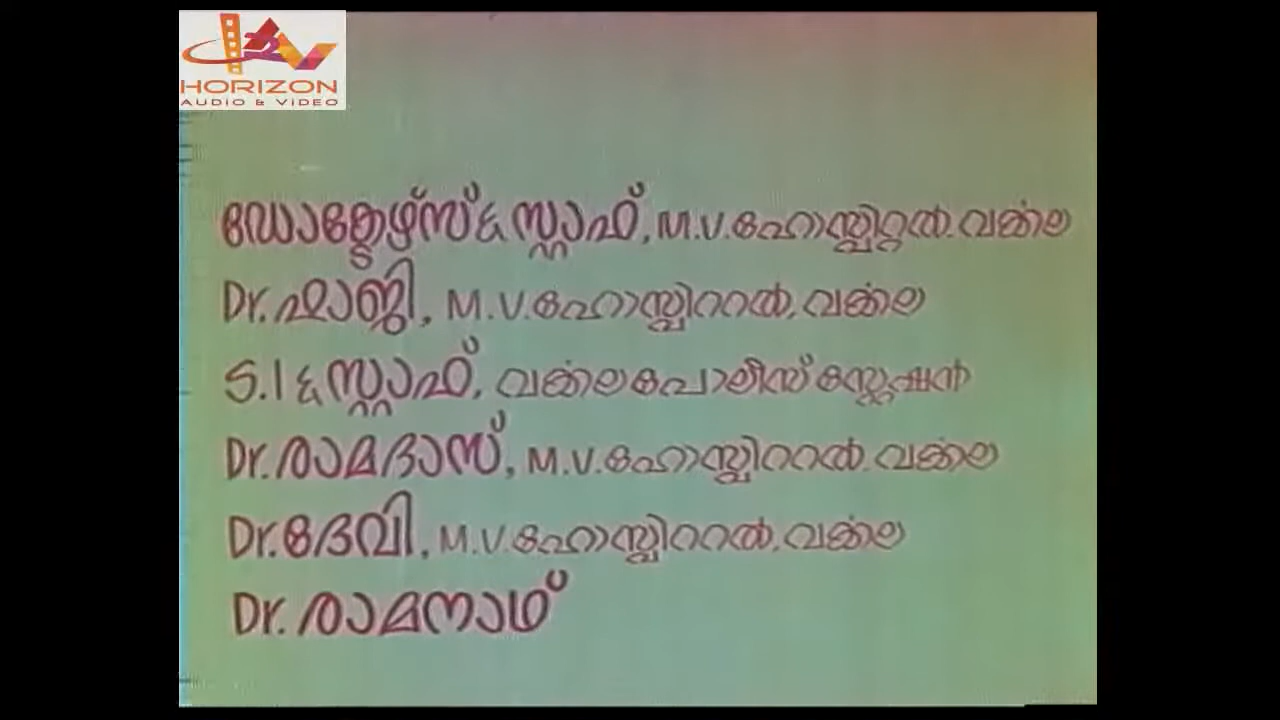 HORIZON
AUDIO & VIDEO
ഡോക്ടേഴ്സ് & സ്റ്റാഫ്, M.V. ഹോസ്പിറ്റൽ. വർക്കല
Dr. ഷാജി, M.V. ഹോസ്പിററൽ. വർക്കല
S.I & സ്റ്റാഫ്, വർക്കല പോലീസ് സ്റ്റേഷൻ
Dr. രാമദാസ്, M.V. ഹോസ്പിററൽ. വർക്കല
Dr. ദേവി, M.V. ഹോസ്പിററൽ. വർക്കല
Dr. രാമനാഥ്